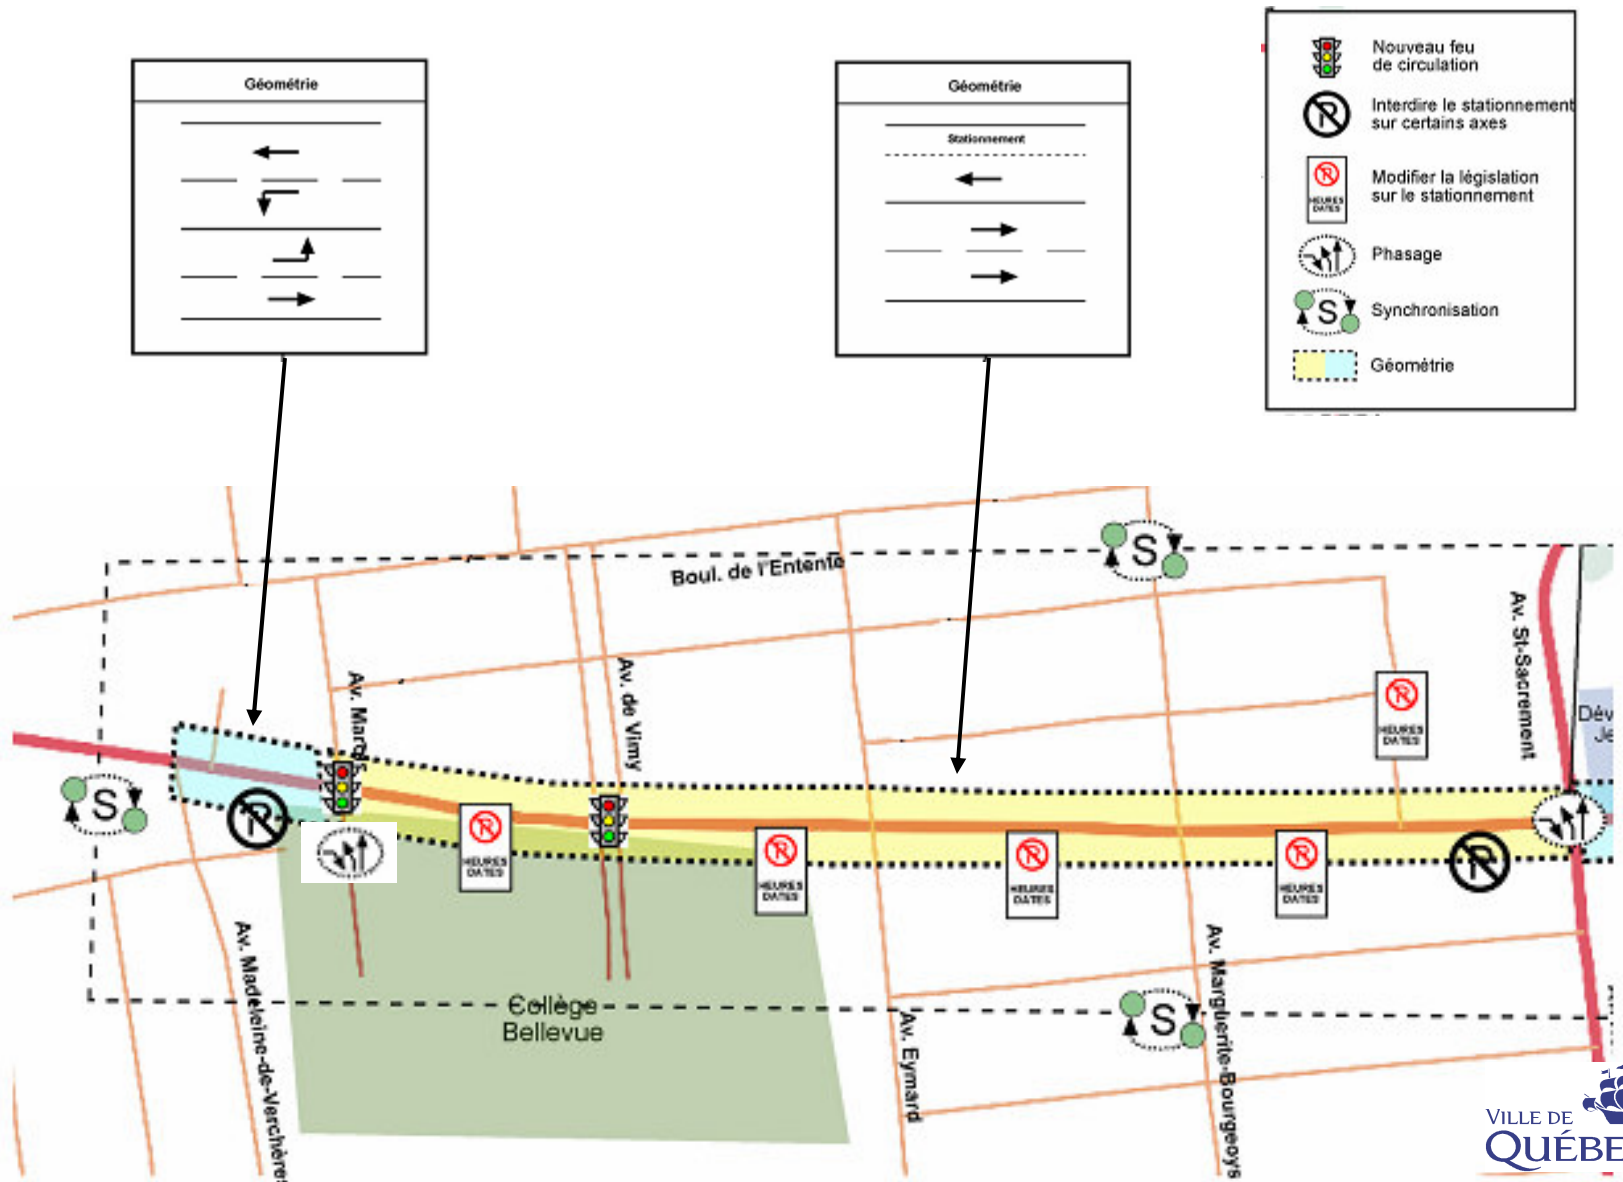 Géométrie
Géométrie
Stationnement
Nouveau feu
de circulation
Interdire le stationnement
sur certains axes
HEURES
DATES
Modifier la législation
sur le stationnement
Phasage
S
Synchronisation
Géométrie
Boul. de l'Entente
S
Av. St-Sacrement
Av. Marois
Av. de Vimy
HEURES
DATES
Dév
Je
S
HEURES
DATES
HEURES
DATES
HEURES
DATES
HEURES
DATES
Av. Madeleine-de-Verchères
Collège
Bellevue
Av. Eymard
S
Av. Marguerite-Bourgeoys
VILLE DE
QUÉBE